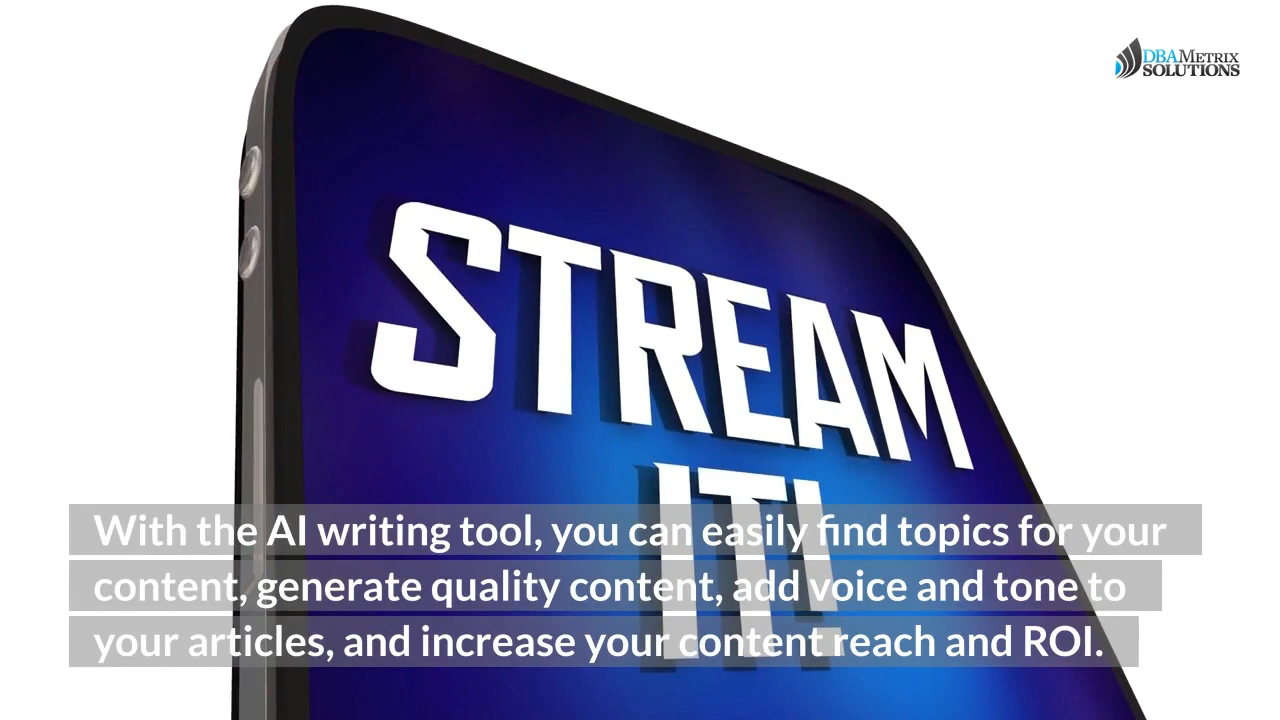 DBAMETRIX
SOLUTIONS
STREAM
IT!
With the AI writing tool, you can easily find topics for your
content, generate quality content, add voice and tone to
your articles, and increase your content reach and ROI.